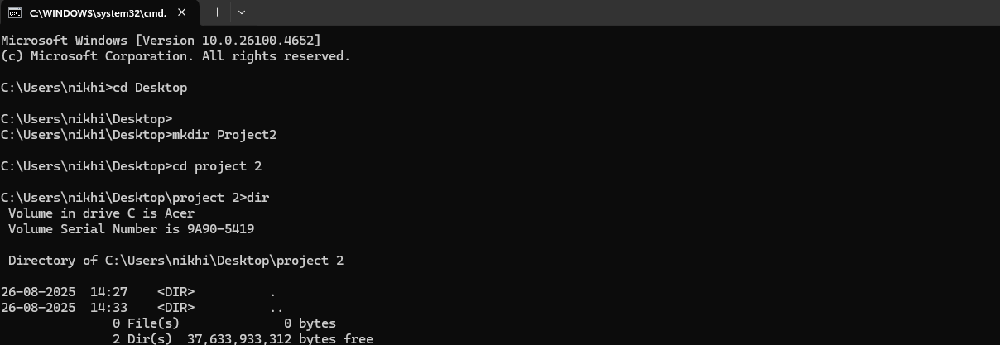 C:\WINDOWS\system32\cmd.
Microsoft Windows [Version 10.0.26100.4652]
(c) Microsoft Corporation. All rights reserved.
C:\Users\nikhi>cd Desktop
C:\Users\nikhi\Desktop>
C:\Users\nikhi\Desktop>mkdir Project2
C:\Users\nikhi\Desktop>cd project 2
C:\Users\nikhi\Desktop\project 2>dir
 Volume in drive C is Acer
 Volume Serial Number is 9A90-5419
 Directory of C:\Users\nikhi\Desktop\project 2
26-08-2025  14:27    <DIR>          .
26-08-2025  14:33    <DIR>          ..
               0 File(s)              0 bytes
               2 Dir(s)  37,633,933,312 bytes free